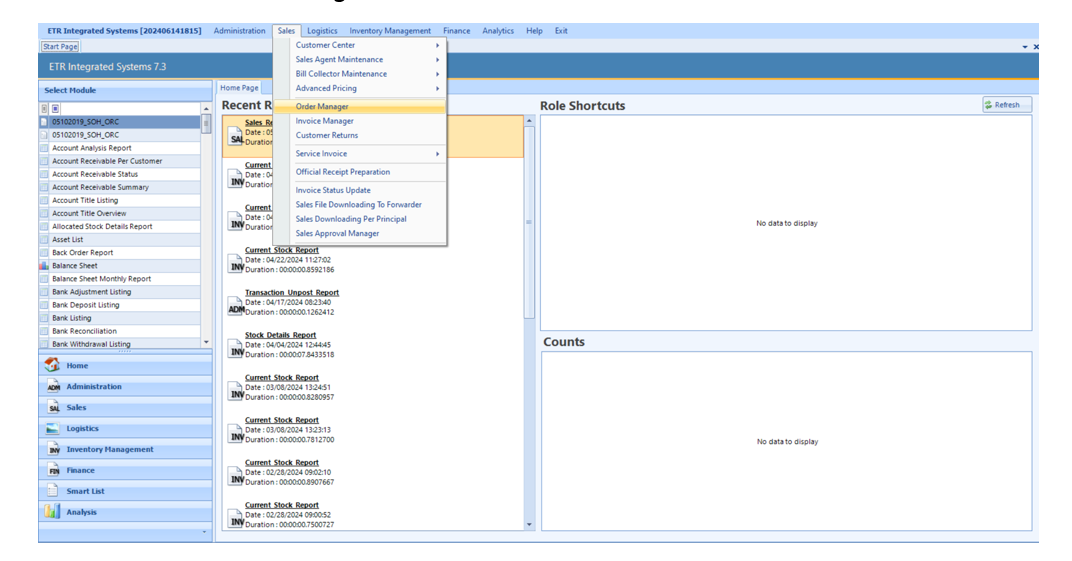 ETR Integrated Systems [202406141815] Administration Sales Logistics Inventory Management Finance Analytics Help Exit
Start Page
ETR Integrated Systems 7.3
Customer Center
Sales Agent Maintenance
Bill Collector Maintenance
Advanced Pricing
Order Manager
Invoice Manager
Customer Returns
Service Invoice
Official Receipt Preparation
Invoice Status Update
Sales File Downloading To Forwarder
Sales Downloading Per Principal
Sales Approval Manager
Select Module
05102019_SOH_ORC
05102019_SOH_ORC
Account Analysis Report
Account Receivable Per Customer
Account Receivable Status
Account Receivable Summary
Account Title Listing
Account Title Overview
Allocated Stock Details Report
Asset List
Back Order Report
Balance Sheet
Balance Sheet Monthly Report
Bank Adjustment Listing
Bank Deposit Listing
Bank Listing
Bank Reconciliation
Bank Withdrawal Listing
Home
ADM Administration
SAL Sales
Logistics
INV Inventory Management
FIN Finance
Smart List
Analysis
Home Page
Recent R
Sales Re
Date : 05
SAL Duration
Current
Date : 04
INV Duration
Current
Date : 04
INV Duration
Current Stock Report
Date : 04/22/2024 11:27:02
INV Duration : 00:00:00.8592186
Transaction Unpost Report
Date : 04/17/2024 08:23:40
ADM Duration : 00:00:00.1262412
Stock Details Report
Date : 04/04/2024 12:44:45
INV Duration : 00:00:07.8433518
Current Stock Report
Date : 03/08/2024 13:24:51
INV Duration : 00:00:00.8280957
Current Stock Report
Date : 03/08/2024 13:23:13
INV Duration : 00:00:00.7812700
Current Stock Report
Date : 02/28/2024 09:02:10
INV Duration : 00:00:00.8907667
Current Stock Report
Date : 02/28/2024 09:00:52
INV Duration : 00:00:00.7500727
Role Shortcuts
Refresh
No data to display
Counts
No data to display